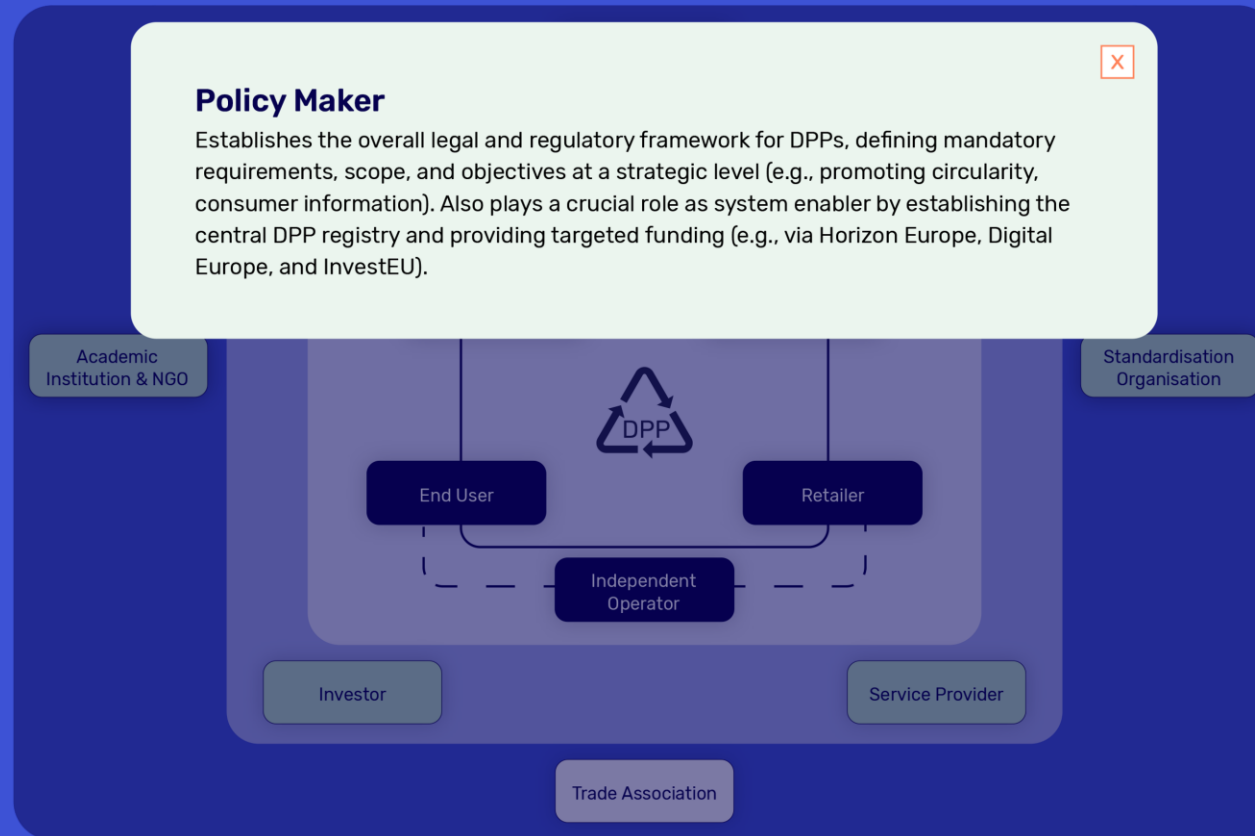 X
Policy Maker
Establishes the overall legal and regulatory framework for DPPs, defining mandatory
requirements, scope, and objectives at a strategic level (e.g., promoting circularity,
consumer information). Also plays a crucial role as system enabler by establishing the
central DPP registry and providing targeted funding (e.g., via Horizon Europe, Digital
Europe, and InvestEU).
Academic
Institution & NGO
Standardisation
Organisation
DPP
End User
Retailer
Independent
Operator
Investor
Service Provider
Trade Association